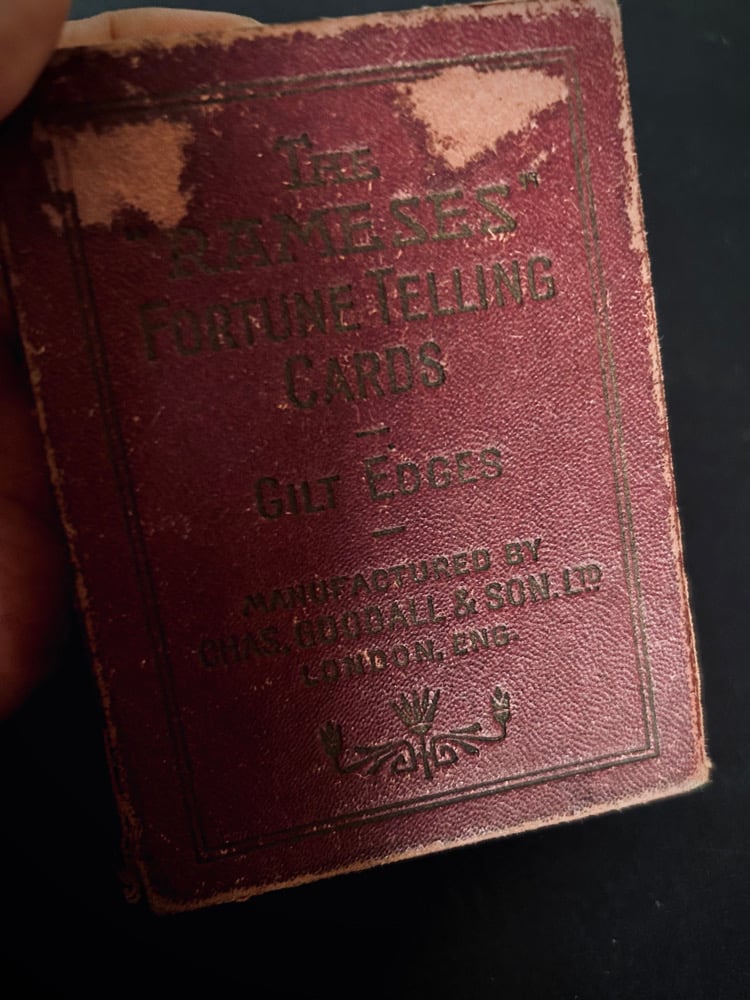 The
"RAMESES"
FORTUNE TELLING
CARDS
—
GILT EDGES
—
MANUFACTURED BY
CHAS. GOODALL & SON. LTD
LONDON, ENG.